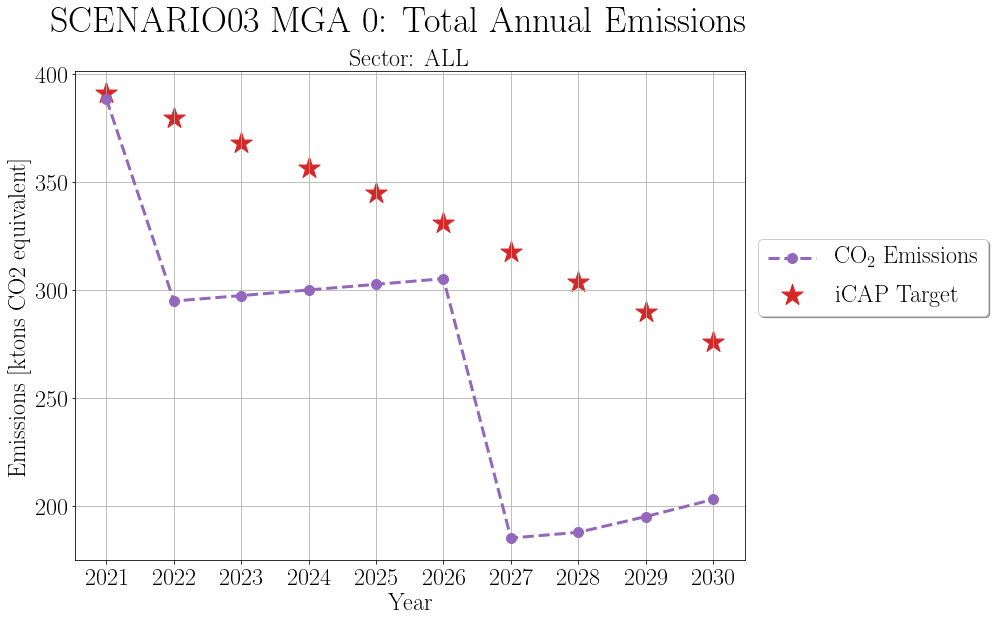 SCENARIO03 MGA 0: Total Annual Emissions
Sector: ALL
Emissions [ktons CO2 equivalent]
400
350
300
250
200
2021 2022 2023 2024 2025 2026 2027 2028 2029 2030
Year
CO₂ Emissions
iCAP Target